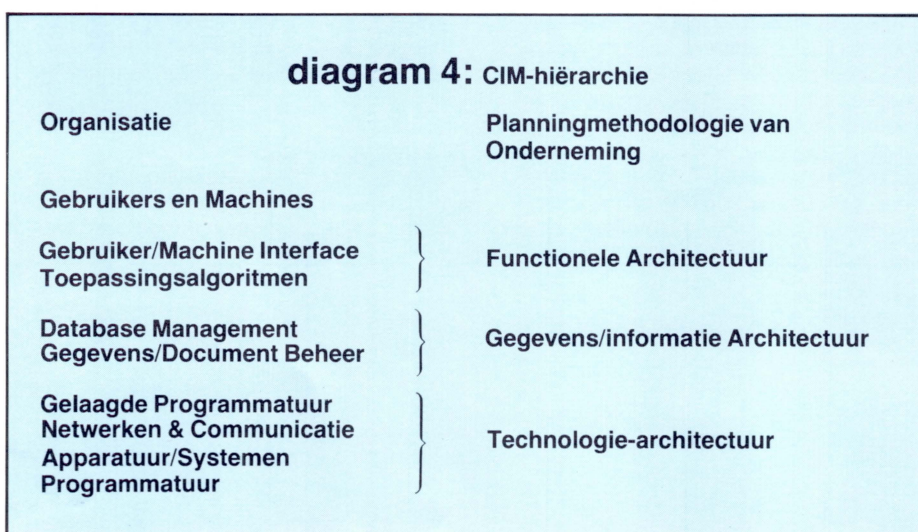 diagram 4: CIM-hiërarchie
Organisatie
Planningmethodologie van
Onderneming
Gebruikers en Machines
Gebruiker/Machine Interface
Toepassingsalgoritmen
Functionele Architectuur
Database Management
Gegevens/Document Beheer
Gegevens/informatie Architectuur
Gelaagde Programmatuur
Netwerken & Communicatie
Apparatuur/Systemen
Programmatuur
Technologie-architectuur